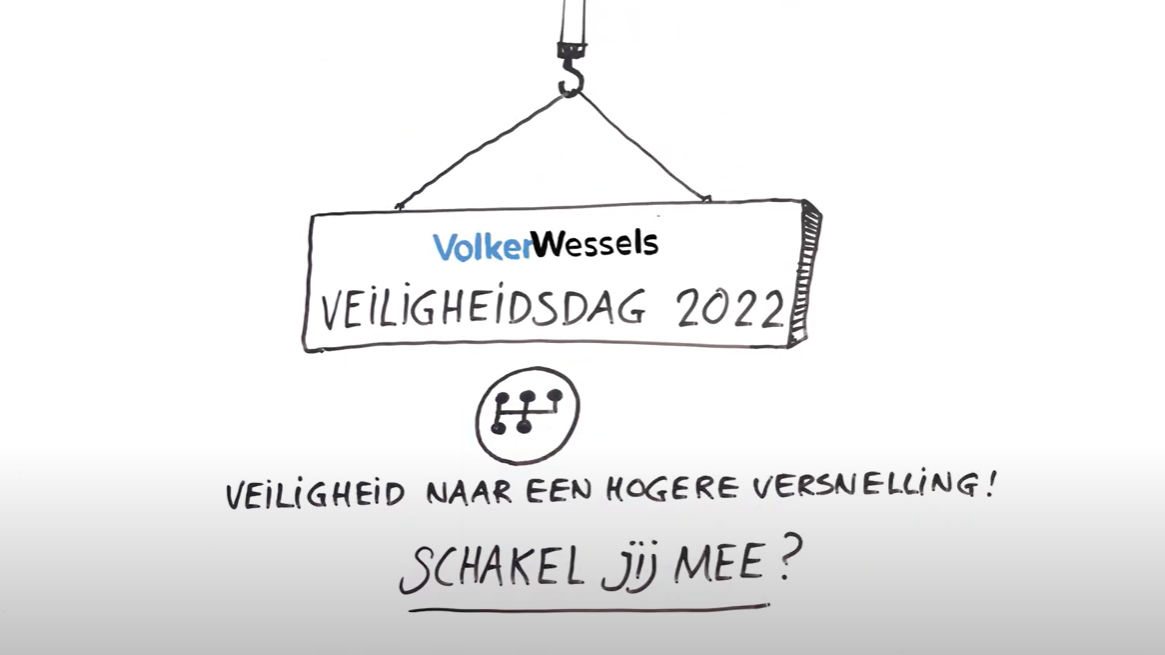 VolkerWessels
VEiLiGHEiDSDAG 2022
VEiLiGHEiD NAAR EEN HOGERE VERSNELLiNG!
SCHAKEL jij MEE?